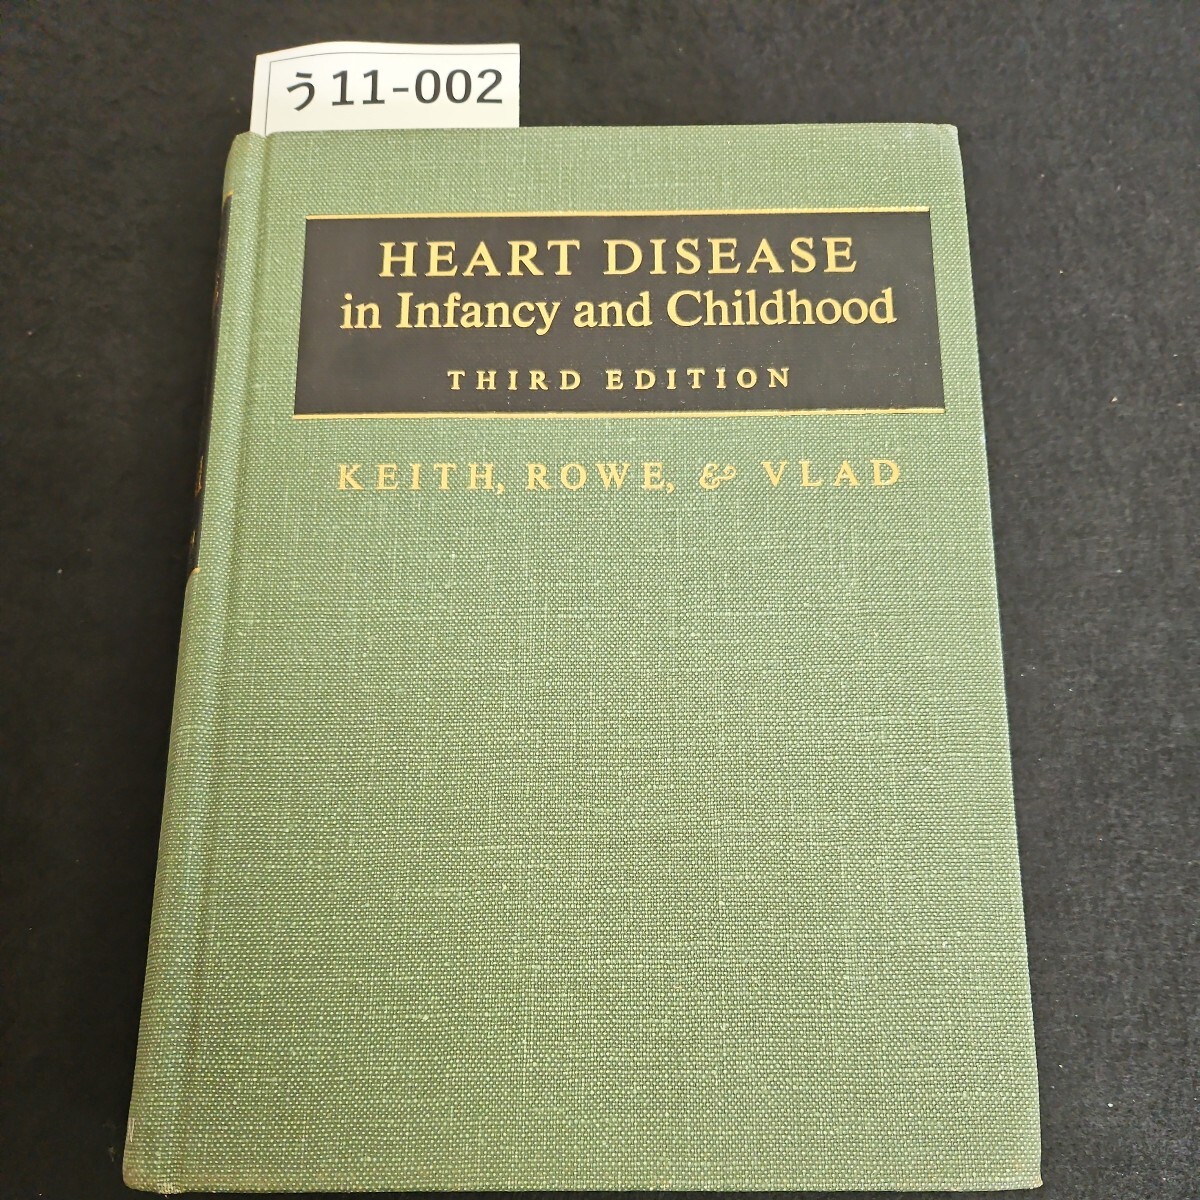 う11-002
HEART DISEASE
in Infancy and Childhood
THIRD EDITION
KEITH, ROWE, & VLAD